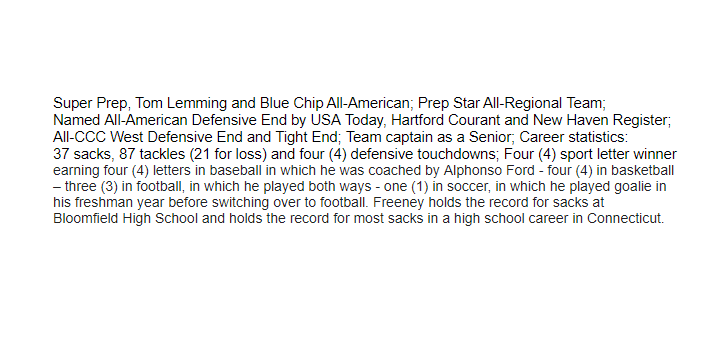 Super Prep, Tom Lemming and Blue Chip All-American; Prep Star All-Regional Team;
Named All-American Defensive End by USA Today, Hartford Courant and New Haven Register;
All-CCC West Defensive End and Tight End; Team captain as a Senior; Career statistics:
37 sacks, 87 tackles (21 for loss) and four (4) defensive touchdowns; Four (4) sport letter winner
earning four (4) letters in baseball in which he was coached by Alphonso Ford - four (4) in basketball
– three (3) in football, in which he played both ways - one (1) in soccer, in which he played goalie in
his freshman year before switching over to football. Freeney holds the record for sacks at
Bloomfield High School and holds the record for most sacks in a high school career in Connecticut.